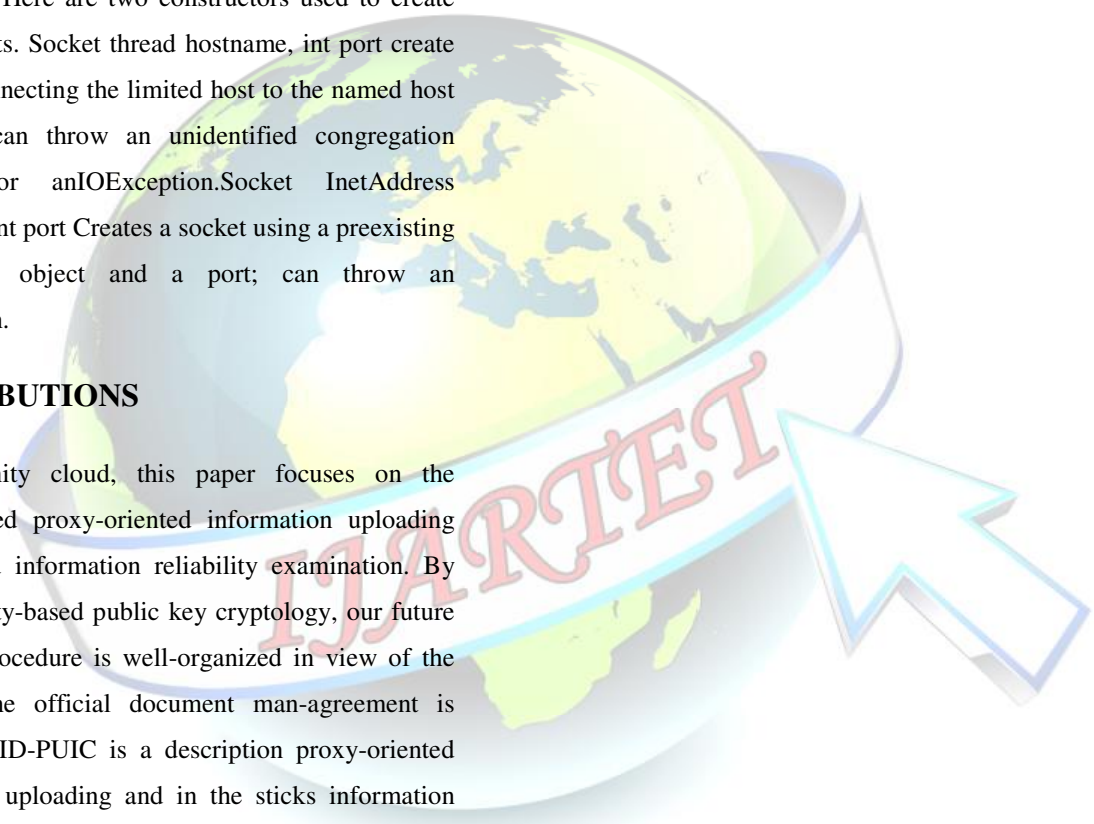 Here are two constructors used to create
ts. Socket thread hostname, int port create
nnecting the limited host to the named host
can throw an unidentified congregation
or anIOException.Socket InetAddress
nt port Creates a socket using a preexisting
object and a port; can throw an
n.
BUTIONS
nity cloud, this paper focuses on the
ed proxy-oriented information uploading
information reliability examination. By
ty-based public key cryptology, our future
rocedure is well-organized in view of the
he official document man-agreement is
ID-PUIC is a description proxy-oriented
uploading and in the sticks information
IJARTET